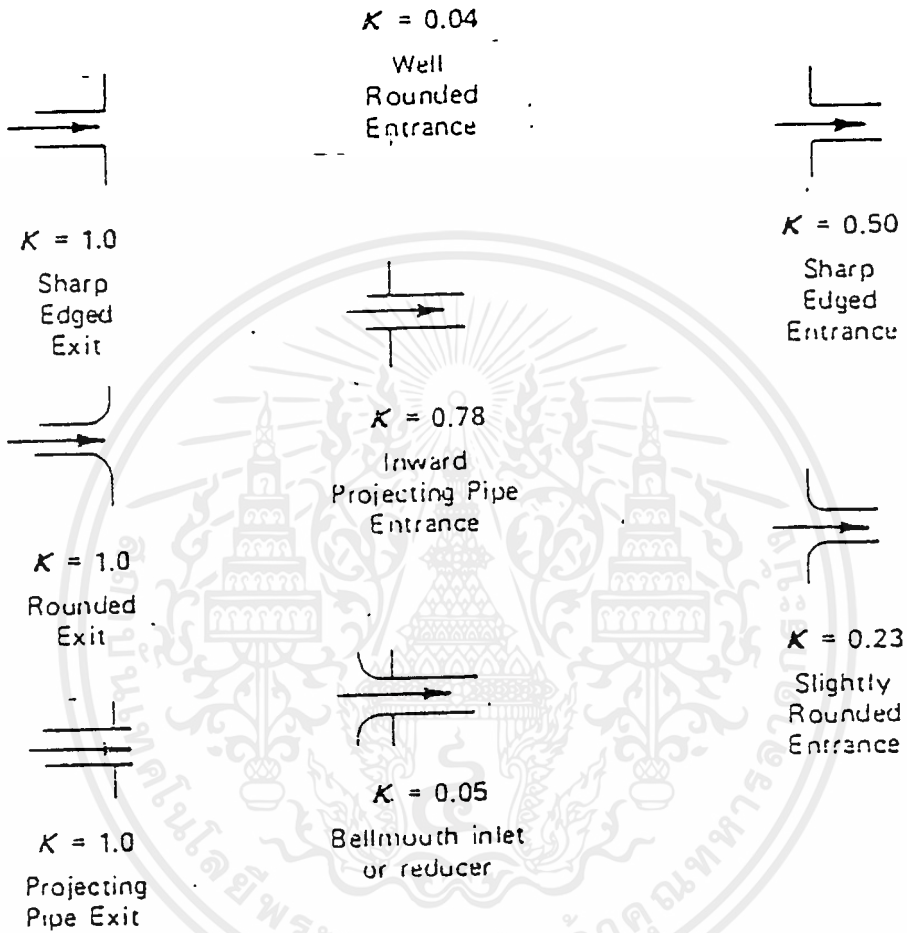 K = 0.04
Well
Rounded
Entrance
K = 1.0
Sharp
Edged
Exit
K = 0.50
Sharp
Edged
Entrance
K = 0.78
Inward
Projecting Pipe
Entrance
K = 1.0
Rounded
Exit
K = 0.23
Slightly
Rounded
Entrance
K = 0.05
Bellmouth inlet
or reducer
K = 1.0
Projecting
Pipe Exit